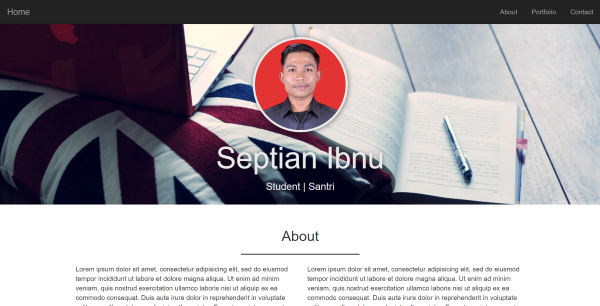 Home
About
Portfolio
Contact
Septian Ibnu
Student | Santri
About
Lorem ipsum dolor sit amet, consectetur adipisicing elit, sed do eiusmod
tempor incididunt ut labore et dolore magna aliqua. Ut enim ad minim
veniam, quis nostrud exercitation ullamco laboris nisi ut aliquip ex ea
commodo consequat. Duis aute irure dolor in reprehenderit in voluptate
Lorem ipsum dolor sit amet, consectetur adipisicing elit, sed do eiusmod
tempor incididunt ut labore et dolore magna aliqua. Ut enim ad minim
veniam, quis nostrud exercitation ullamco laboris nisi ut aliquip ex ea
commodo consequat. Duis aute irure dolor in reprehenderit in voluptate